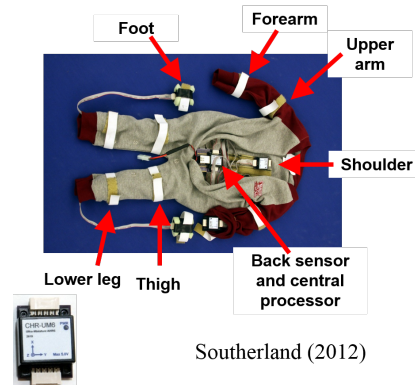 Forearm
Foot
Upper
arm
Shoulder
Lower leg
Thigh
Back sensor
and central
processor
CHR-UM6
Southerland (2012)